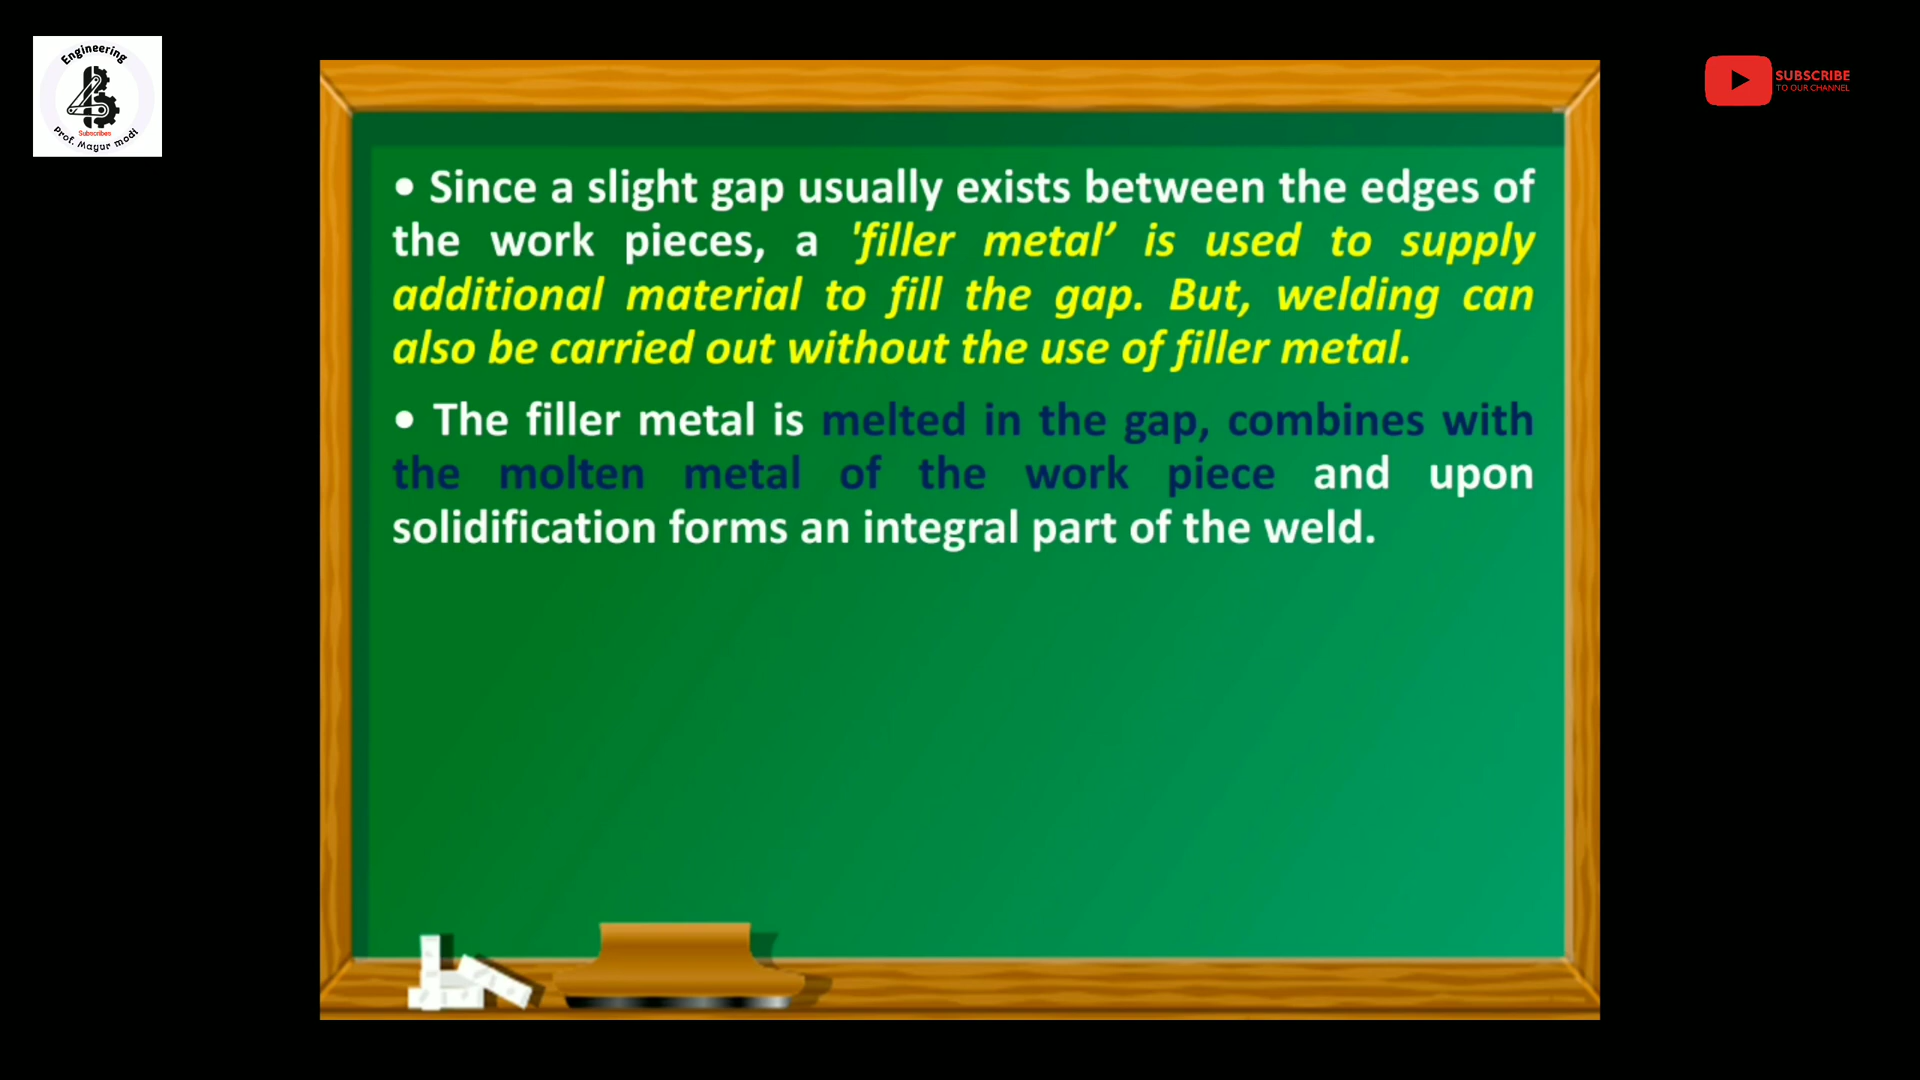 Engineering
Subscribes
Prof. Mayur modi
SUBSCRIBE
TO OUR CHANNEL
• Since a slight gap usually exists between the edges of
the work pieces, a 'filler metal’ is used to supply
additional material to fill the gap. But, welding can
also be carried out without the use of filler metal.
• The filler metal is melted in the gap, combines with
the molten metal of the work piece and upon
solidification forms an integral part of the weld.